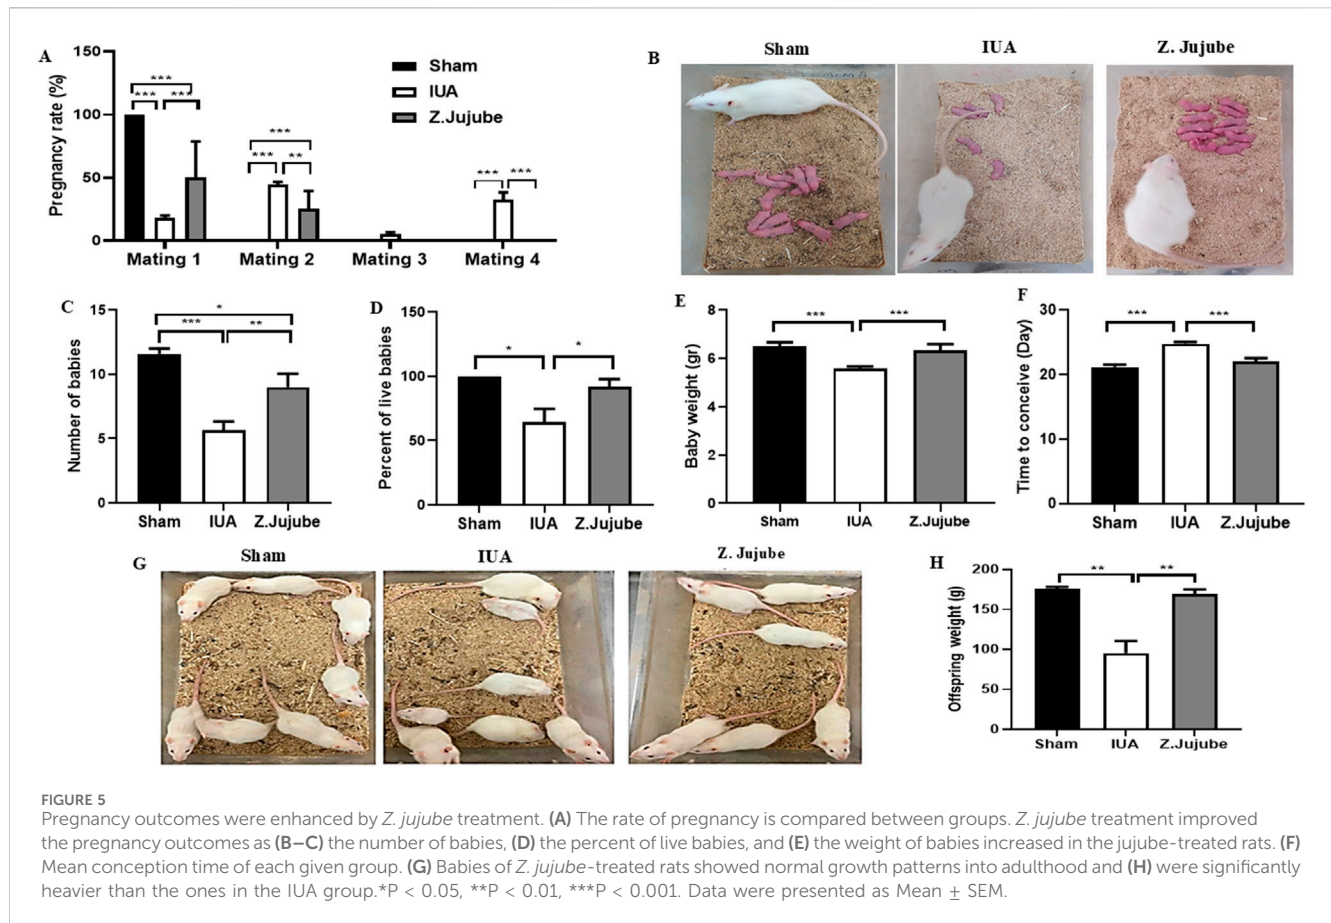 A
150
100
50
0
Pregnancy rate (%)
Sham
IUA
Z.Jujube
***
***
***
***
***
**
***
***
Mating 1
Mating 2
Mating 3
Mating 4
B
Sham
IUA
Z. Jujube
C
15
10
5
0
Number of babies
*
***
**
Sham
IUA
Z.Jujube
D
150
100
50
0
Percent of live babies
*
*
Sham
IUA
Z.Jujube
E
8
6
4
2
0
Baby weight (gr)
***
***
Sham
IUA
Z.Jujube
F
30
20
10
0
Time to conceive (Day)
***
***
Sham
IUA
Z.Jujube
G
Sham
IUA
Z. Jujube
H
200
150
100
50
0
Offspring weight (g)
**
**
Sham
IUA
Z.Jujube
FIGURE 5
Pregnancy outcomes were enhanced by Z. jujube treatment. (A) The rate of pregnancy is compared between groups. Z. jujube treatment improved
the pregnancy outcomes as (B–C) the number of babies, (D) the percent of live babies, and (E) the weight of babies increased in the jujube-treated rats. (F)
Mean conception time of each given group. (G) Babies of Z. jujube-treated rats showed normal growth patterns into adulthood and (H) were significantly
heavier than the ones in the IUA group.*P < 0.05, **P < 0.01, ***P < 0.001. Data were presented as Mean ± SEM.